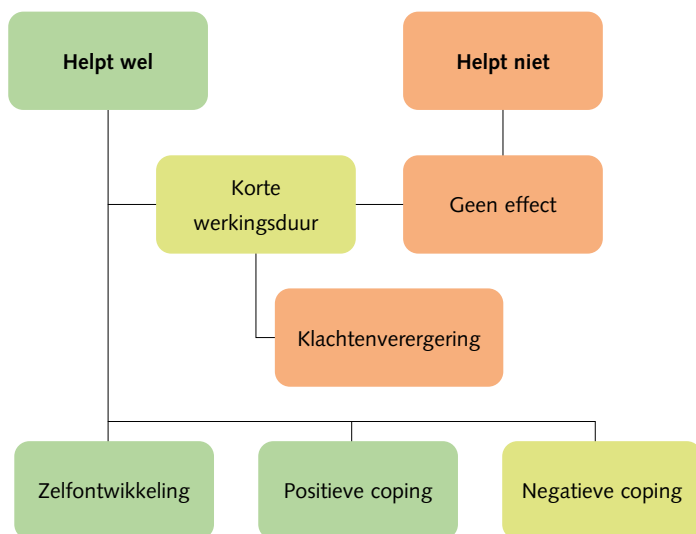 Helpt wel
Helpt niet
Korte
werkingsduur
Geen effect
Klachtenverergering
Zelfontwikkeling
Positieve coping
Negatieve coping